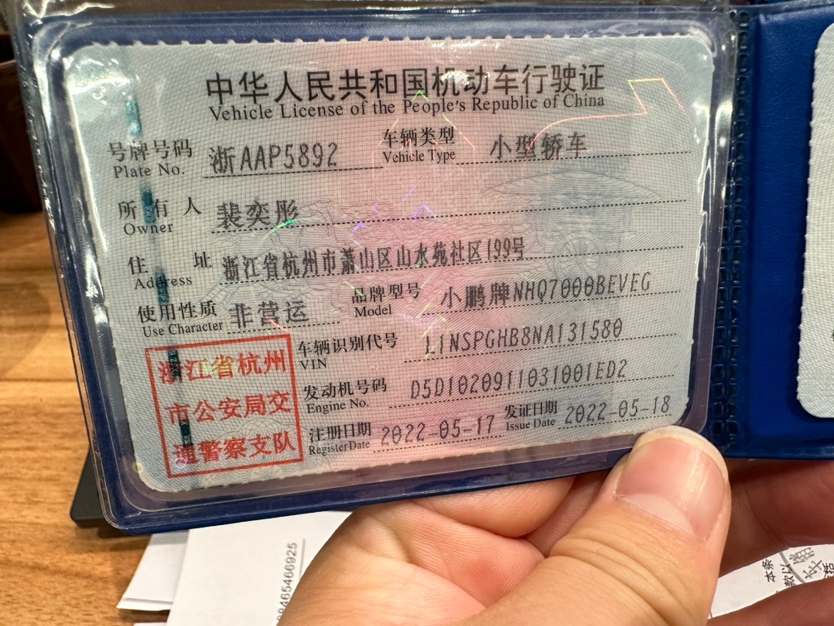 中华人民共和国机动车行驶证
Vehicle License of the People's Republic of China
号牌号码 浙AAP5892 车辆类型 小型轿车
Plate No. Vehicle Type
所有人 裴奕彤
Owner
住址 浙江省杭州市萧山区山水苑社区199号
Address
使用性质 非营运 品牌型号 小鹏牌NHQ7000BEVEG
Use Character Model
浙江省杭州
市公安局交
通警察支队
车辆识别代号 L1NSPGHB8NA131580
VIN
发动机号码 D5D1020911031001ED2
Engine No.
注册日期 2022-05-17 发证日期 2022-05-18
Register Date Issue Date
本条